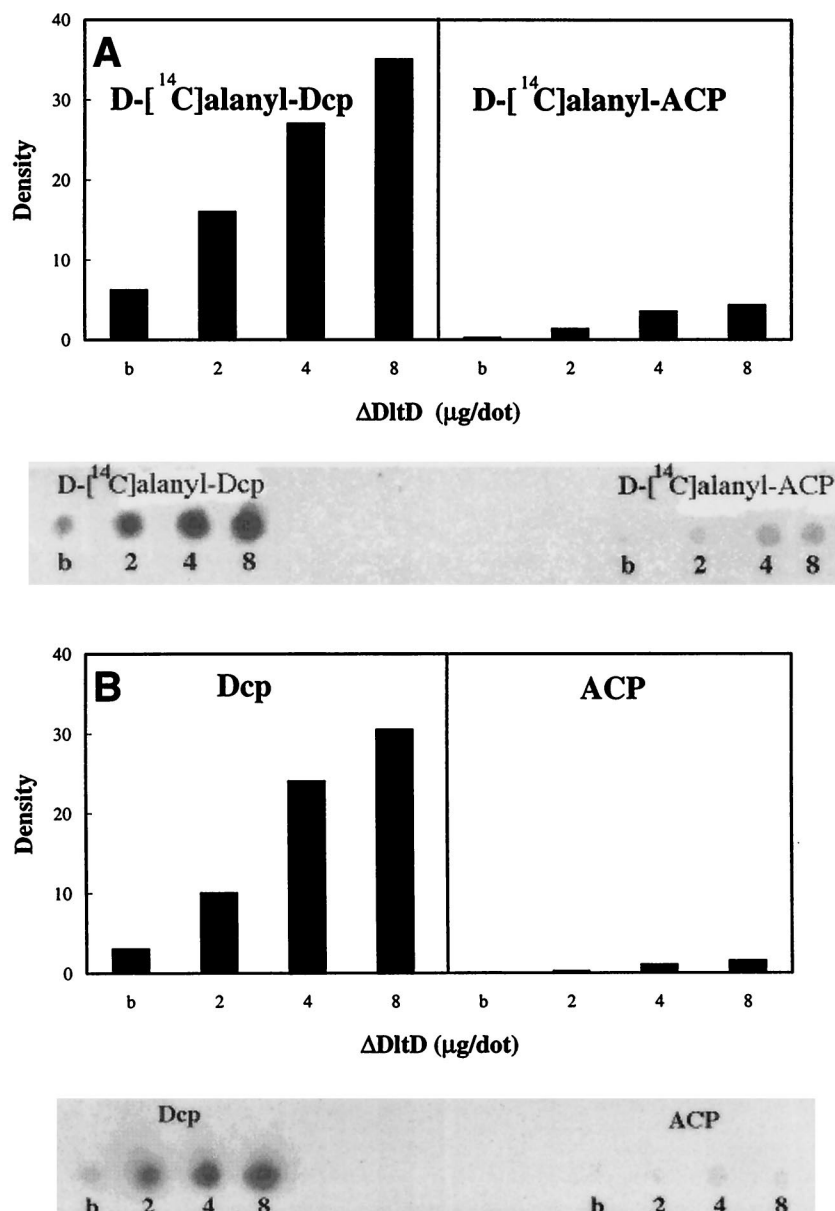 A
D-[¹⁴C]alanyl-Dcp
D-[¹⁴C]alanyl-ACP
Density
40
30
20
10
0
b 2 4 8 b 2 4 8
ΔDltD (µg/dot)
D-[¹⁴C]alanyl-Dcp
D-[¹⁴C]alanyl-ACP
b 2 4 8
b 2 4 8
B
Dcp
ACP
Density
40
30
20
10
0
b 2 4 8 b 2 4 8
ΔDltD (µg/dot)
Dcp
ACP
b 2 4 8
b 2 4 8